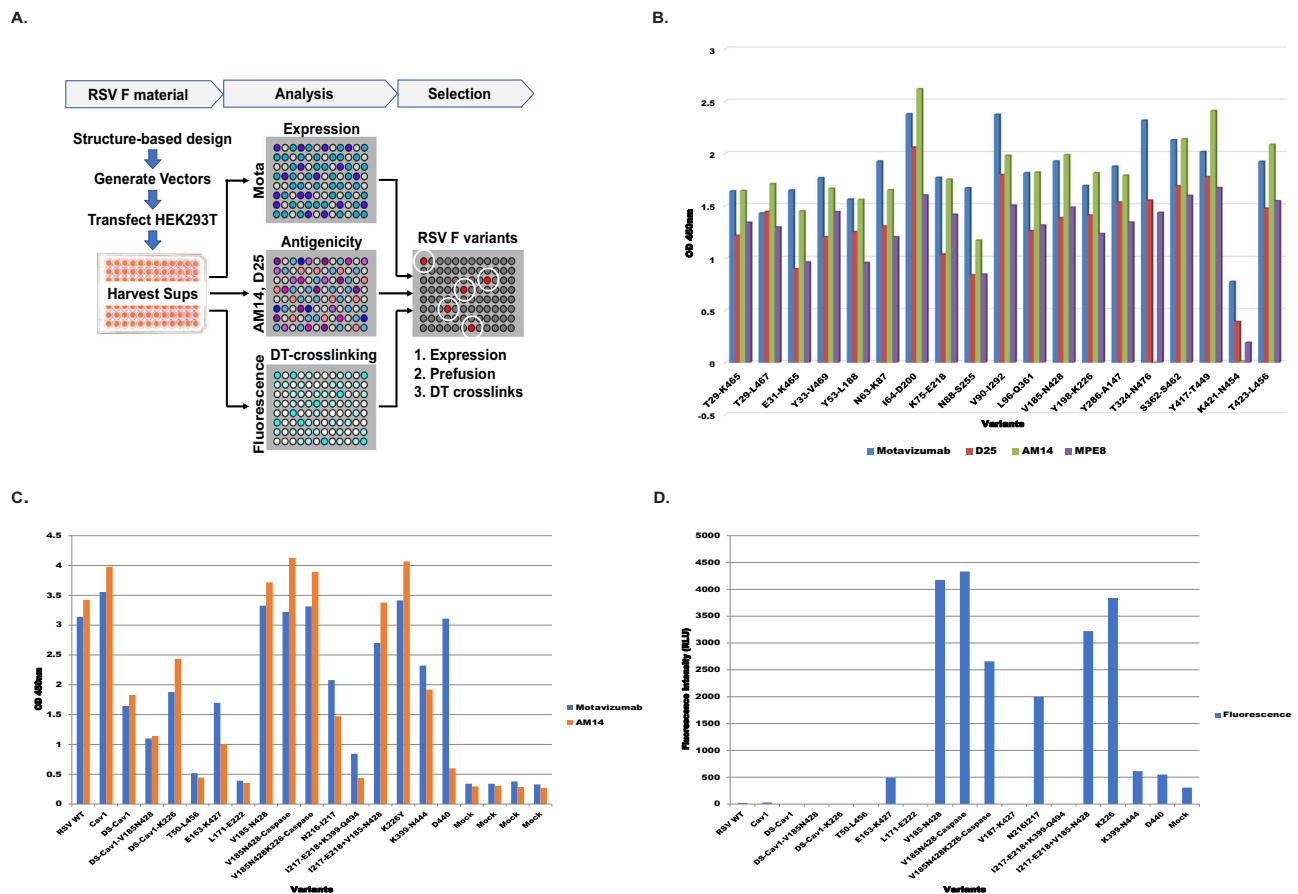 A.
RSV F material
Analysis
Selection
Structure-based design
Generate Vectors
Transfect HEK293T
Harvest Sups
Expression
Mota
Antigenicity
AM14, D25
DT-crosslinking
Fluorescence
RSV F variants
1. Expression
2. Prefusion
3. DT crosslinks
B.
3
2.5
2
1.5
1
0.5
0
-0.5
OD 450nm
T29-K465
T29-L467
E31-K465
Y33-V469
Y53-L188
N63-K87
I64-D200
K75-E218
N88-S255
V90-I292
L96-Q361
V185-N428
Y198-K226
Y286-A147
T324-N476
S362-S462
Y417-T449
K421-N454
T423-L456
Variants
Motavizumab
D25
AM14
MPE8
C.
4.5
4
3.5
3
2.5
2
1.5
1
0.5
0
OD 450nm
RSV WT
Cav1
DS-Cav1
DS-Cav1-V185N428
DS-Cav1-K226
T50-L456
E163-K427
L171-E222
V185-N428
V185N428-Caspase
V185N428K226-Caspase
N216-I217
I217-E218+K399-Q494
I217-E218+V185-N428
K226Y
K399-N444
D440
Mock
Mock
Mock
Mock
Variants
Motavizumab
AM14
D.
5000
4500
4000
3500
3000
2500
2000
1500
1000
500
0
Fluorescence Intensity (RLU)
RSV WT
Cav1
DS-Cav1
DS-Cav1-V185N428
DS-Cav1-K226
T50-L456
E163-K427
L171-E222
V185-N428
V185N428-Caspase
V185N428K226-Caspase
V187-K427
N216I217
I217-E218+K399-Q494
I217-E218+V185-N428
K226
K399-N444
D440
Mock
Variants
Fluorescence